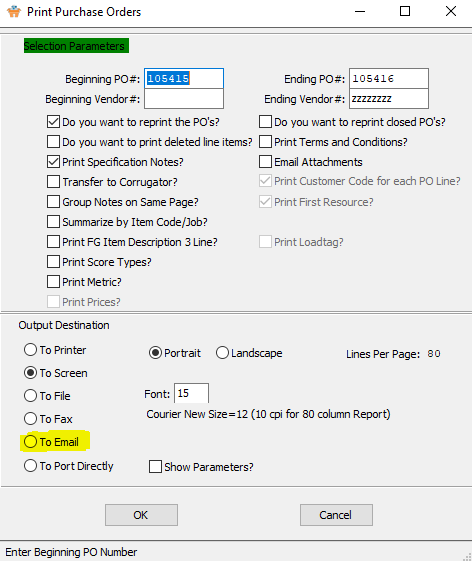 Print Purchase Orders
Selection Parameters
Beginning PO#: 105415 Ending PO#: 105416
Beginning Vendor#: Ending Vendor#: zzzzzzzz
Do you want to reprint the PO's? Do you want to reprint closed PO's?
Do you want to print deleted line items? Print Terms and Conditions?
Print Specification Notes? Email Attachments
Transfer to Corrugator? Print Customer Code for each PO Line?
Group Notes on Same Page? Print First Resource?
Summarize by Item Code/Job?
Print FG Item Description 3 Line? Print Loadtag?
Print Score Types?
Print Metric?
Print Prices?
Output Destination
To Printer Portrait Landscape Lines Per Page: 80
To Screen
To File Font: 15
To Fax Courier New Size=12 (10 cpi for 80 column Report)
To Email
To Port Directly Show Parameters?
OK Cancel
Enter Beginning PO Number